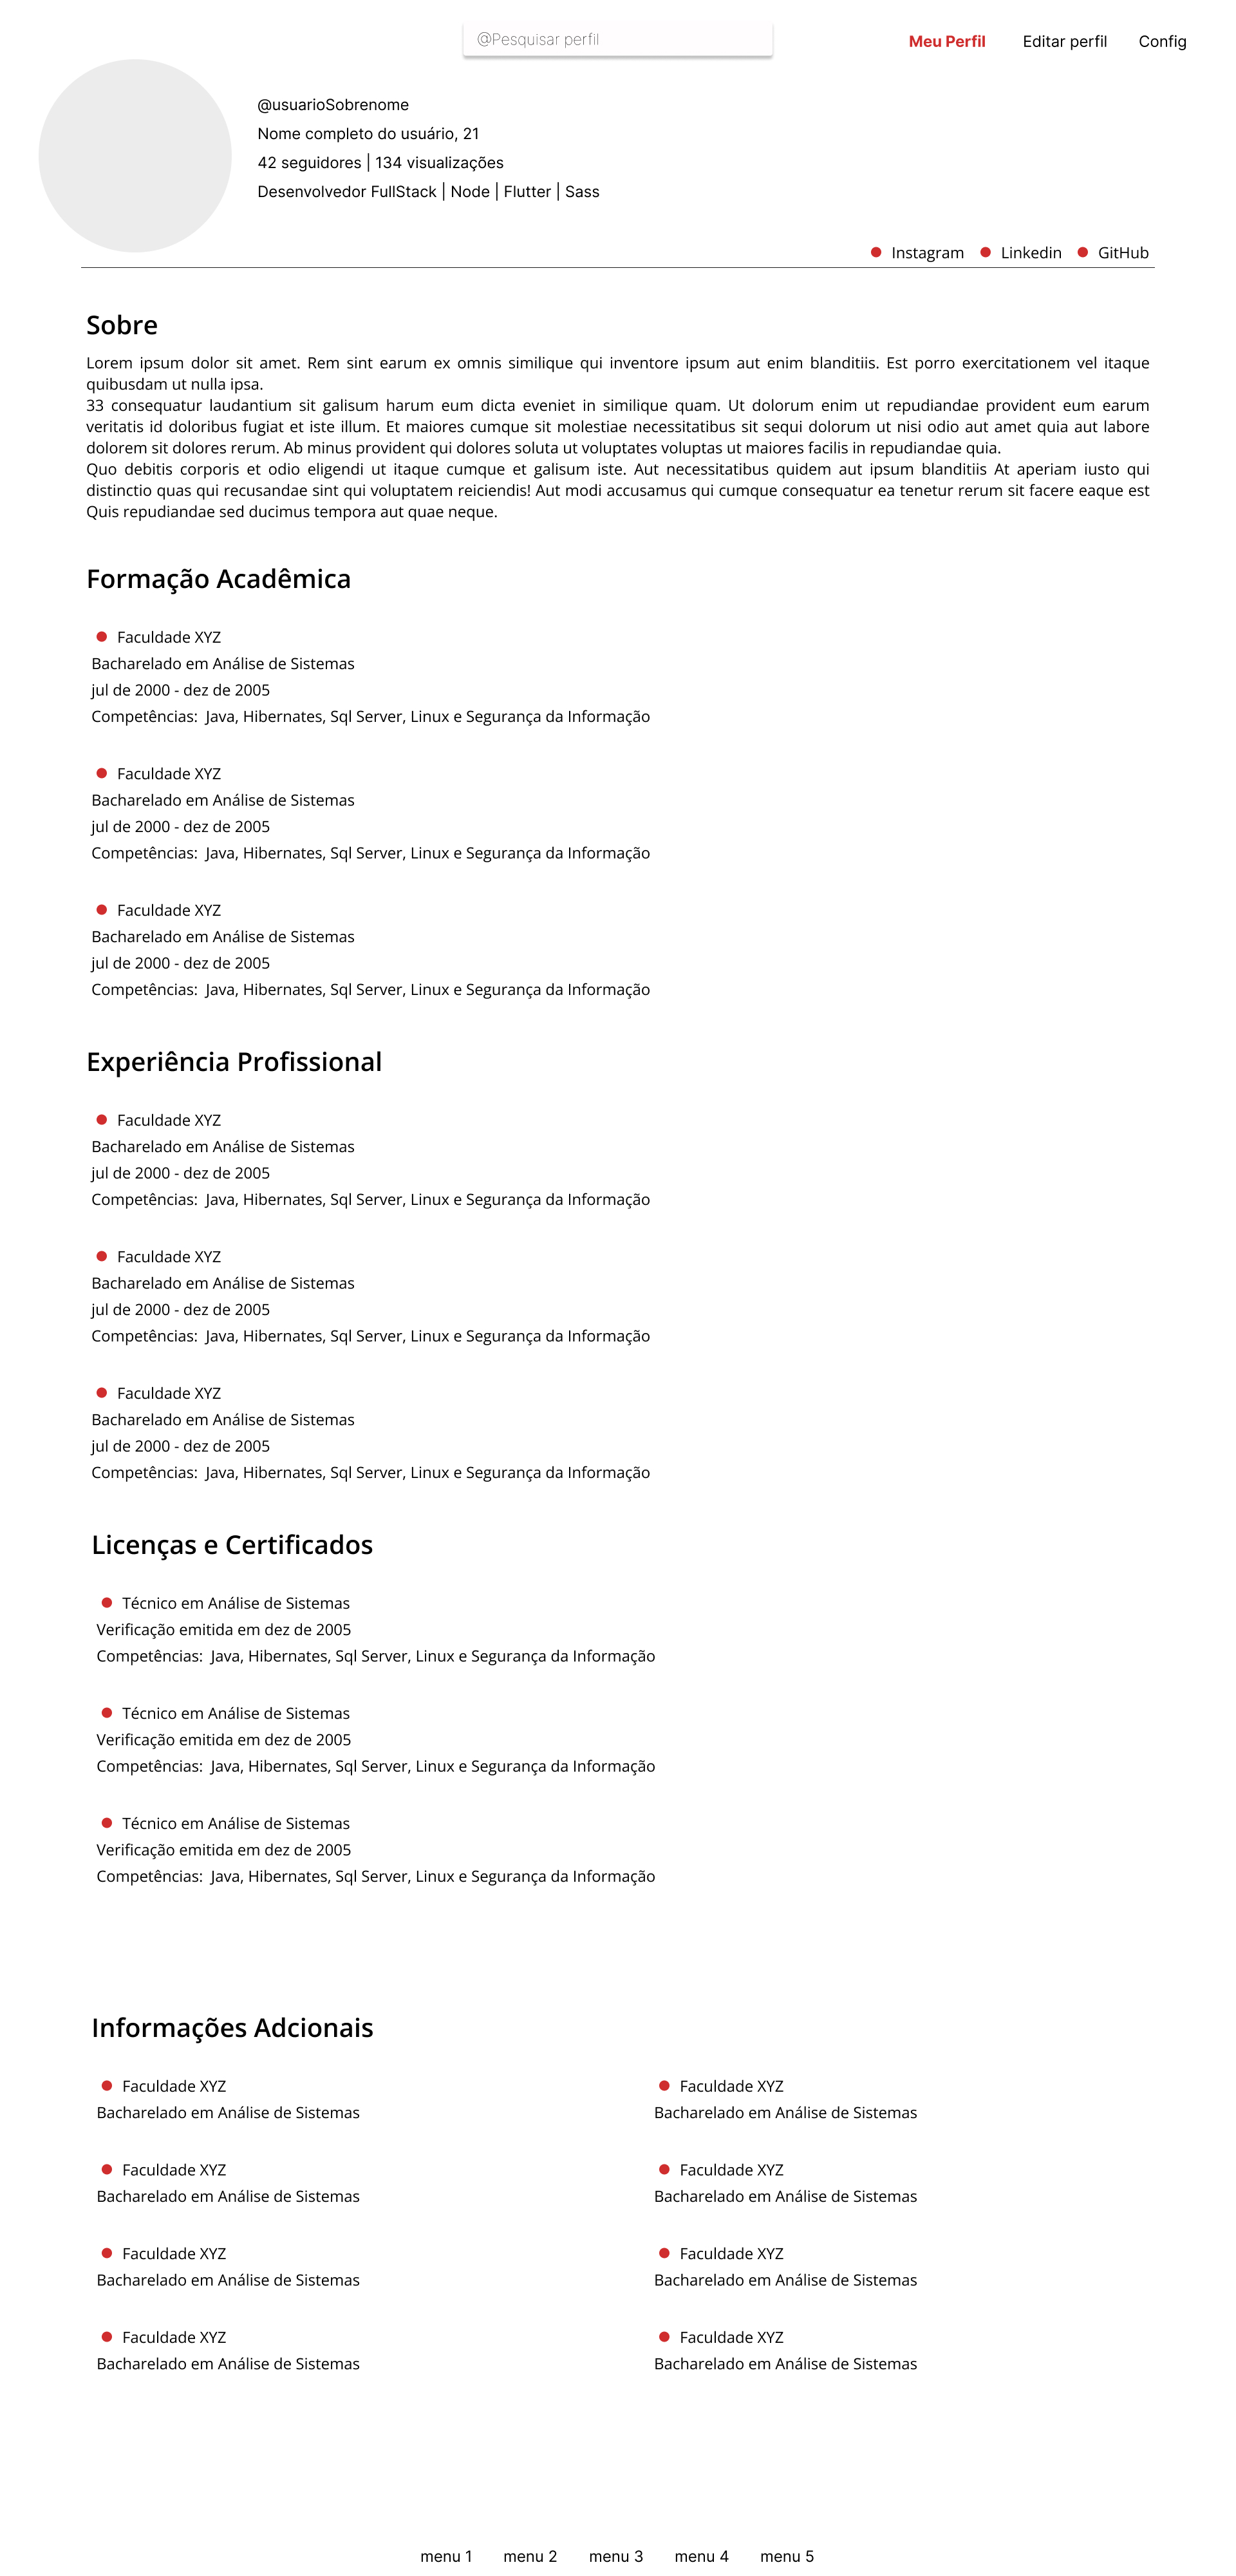 @Pesquisar perfil
Meu Perfil Editar perfil Config
@usuarioSobrenome
Nome completo do usuário, 21
42 seguidores | 134 visualizações
Desenvolvedor FullStack | Node | Flutter | Sass
Instagram Linkedin GitHub
Sobre
Lorem ipsum dolor sit amet. Rem sint earum ex omnis similique qui inventore ipsum aut enim blanditiis. Est porro exercitationem vel itaque
quibusdam ut nulla ipsa.
33 consequatur laudantium sit galisum harum eum dicta eveniet in similique quam. Ut dolorum enim ut repudiandae provident eum earum
veritatis id doloribus fugiat et iste illum. Et maiores cumque sit molestiae necessitatibus sit sequi dolorum ut nisi odio aut amet quia aut labore
dolorem sit dolores rerum. Ab minus provident qui dolores soluta ut voluptates voluptas ut maiores facilis in repudiandae quia.
Quo debitis corporis et odio eligendi ut itaque cumque et galisum iste. Aut necessitatibus quidem aut ipsum blanditiis At aperiam iusto qui
distinctio quas qui recusandae sint qui voluptatem reiciendis! Aut modi accusamus qui cumque consequatur ea tenetur rerum sit facere eaque est
Quis repudiandae sed ducimus tempora aut quae neque.
Formação Acadêmica
Faculdade XYZ
Bacharelado em Análise de Sistemas
jul de 2000 - dez de 2005
Competências: Java, Hibernates, Sql Server, Linux e Segurança da Informação
Faculdade XYZ
Bacharelado em Análise de Sistemas
jul de 2000 - dez de 2005
Competências: Java, Hibernates, Sql Server, Linux e Segurança da Informação
Faculdade XYZ
Bacharelado em Análise de Sistemas
jul de 2000 - dez de 2005
Competências: Java, Hibernates, Sql Server, Linux e Segurança da Informação
Experiência Profissional
Faculdade XYZ
Bacharelado em Análise de Sistemas
jul de 2000 - dez de 2005
Competências: Java, Hibernates, Sql Server, Linux e Segurança da Informação
Faculdade XYZ
Bacharelado em Análise de Sistemas
jul de 2000 - dez de 2005
Competências: Java, Hibernates, Sql Server, Linux e Segurança da Informação
Faculdade XYZ
Bacharelado em Análise de Sistemas
jul de 2000 - dez de 2005
Competências: Java, Hibernates, Sql Server, Linux e Segurança da Informação
Licenças e Certificados
Técnico em Análise de Sistemas
Verificação emitida em dez de 2005
Competências: Java, Hibernates, Sql Server, Linux e Segurança da Informação
Técnico em Análise de Sistemas
Verificação emitida em dez de 2005
Competências: Java, Hibernates, Sql Server, Linux e Segurança da Informação
Técnico em Análise de Sistemas
Verificação emitida em dez de 2005
Competências: Java, Hibernates, Sql Server, Linux e Segurança da Informação
Informações Adcionais
Faculdade XYZ Faculdade XYZ
Bacharelado em Análise de Sistemas Bacharelado em Análise de Sistemas
Faculdade XYZ Faculdade XYZ
Bacharelado em Análise de Sistemas Bacharelado em Análise de Sistemas
Faculdade XYZ Faculdade XYZ
Bacharelado em Análise de Sistemas Bacharelado em Análise de Sistemas
Faculdade XYZ Faculdade XYZ
Bacharelado em Análise de Sistemas Bacharelado em Análise de Sistemas
menu 1 menu 2 menu 3 menu 4 menu 5